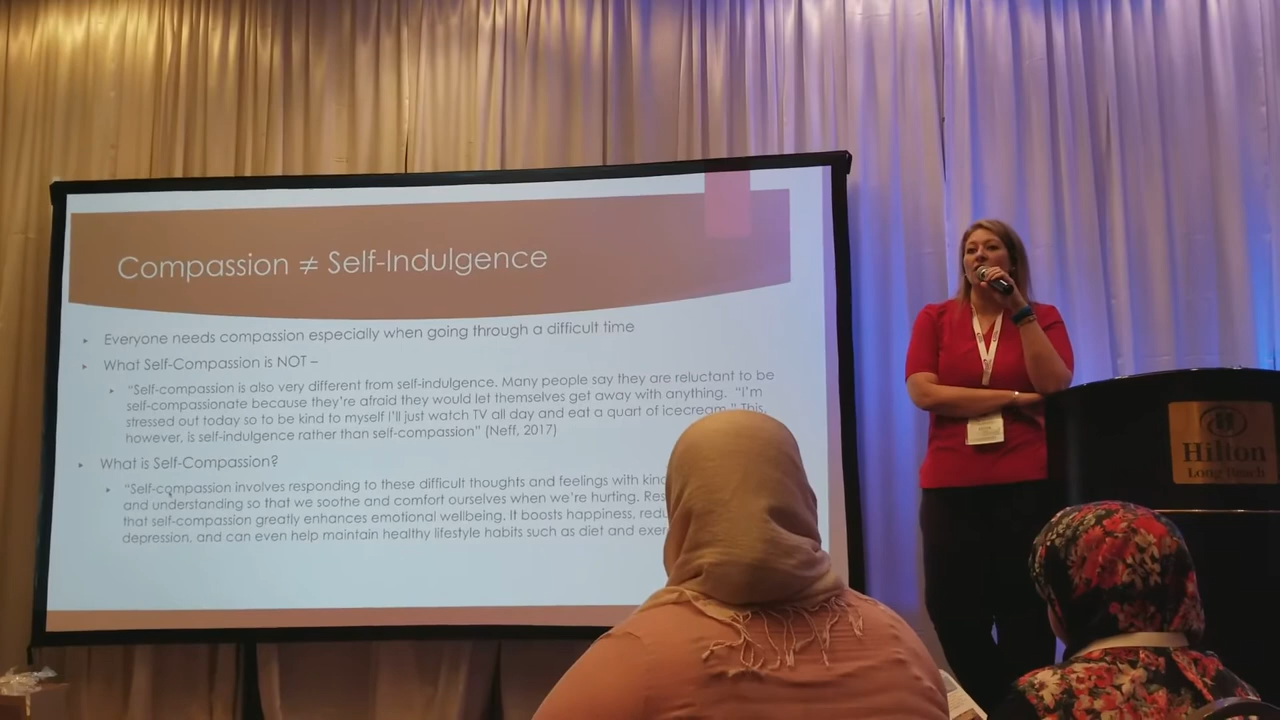 Compassion ≠ Self-Indulgence
Everyone needs compassion especially when going through a difficult time
What Self-Compassion is NOT –
“Self-compassion is also very different from self-indulgence. Many people say they are reluctant to be
self-compassionate because they’re afraid they would let themselves get away with anything. “I’m
stressed out today so to be kind to myself I’ll just watch TV all day and eat a quart of icecream.” This,
however, is self-indulgence rather than self-compassion” (Neff, 2017)
What is Self-Compassion?
“Self-compassion involves responding to these difficult thoughts and feelings with
and understanding so that we soothe and comfort ourselves when we’re hurting.
that self-compassion greatly enhances emotional wellbeing. It boosts happiness,
depression, and can even help maintain healthy lifestyle habits such as diet and
Hilton
Long Beach